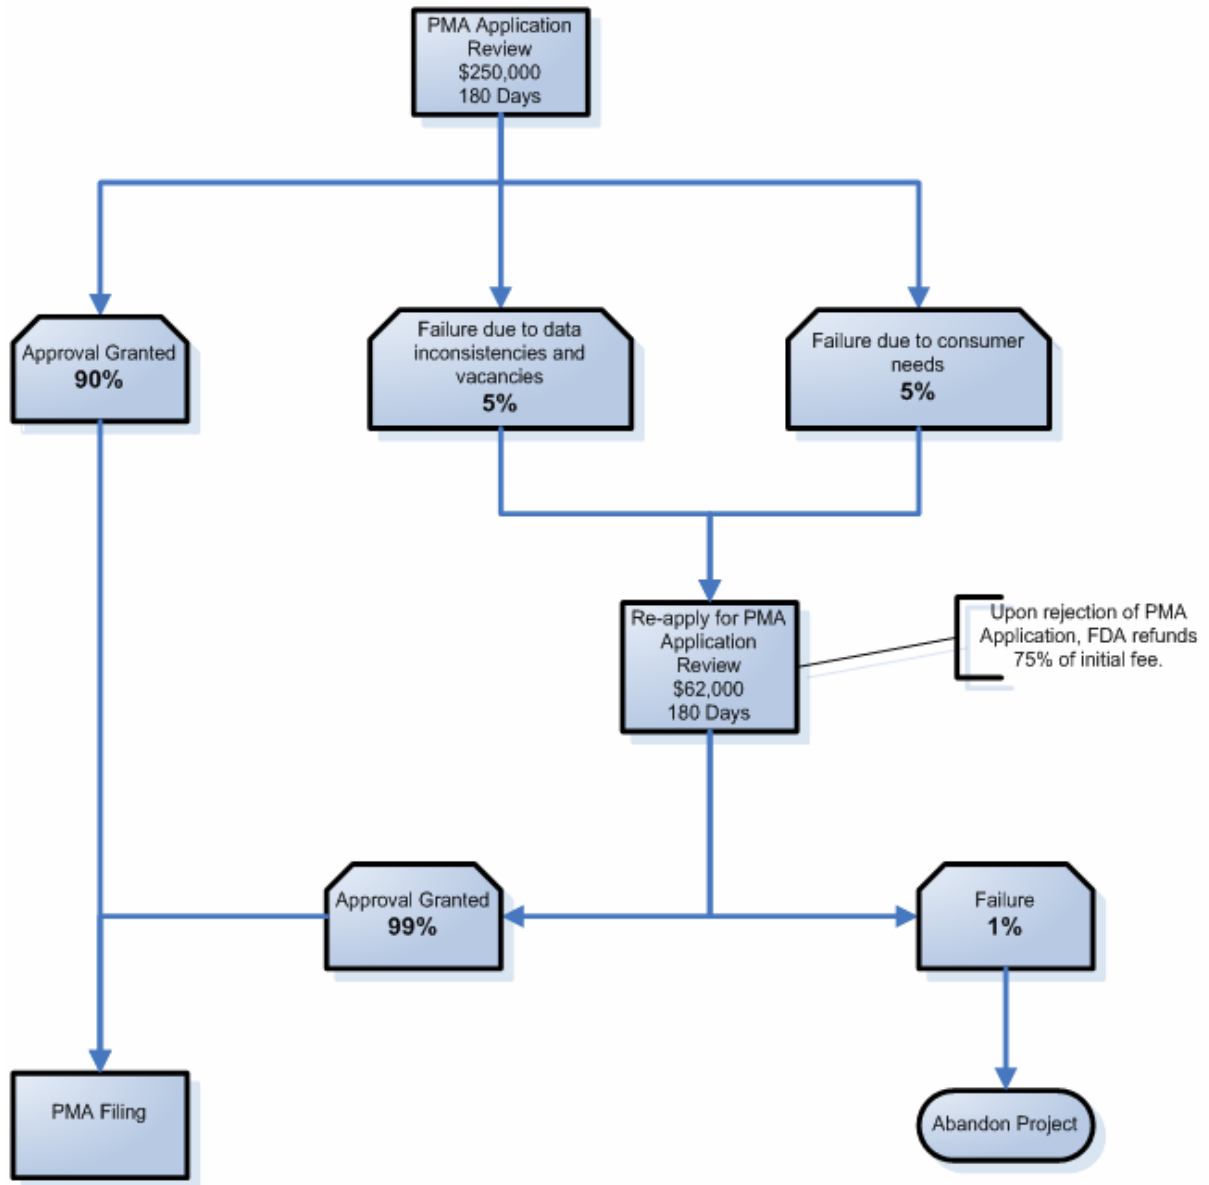 PMA Application
Review
$250,000
180 Days
Approval Granted
90%
Failure due to data
inconsistencies and
vacancies
5%
Failure due to consumer
needs
5%
Re-apply for PMA
Application
Review
$62,000
180 Days
Upon rejection of PMA
Application, FDA refunds
75% of initial fee.
Approval Granted
99%
Failure
1%
PMA Filing
Abandon Project